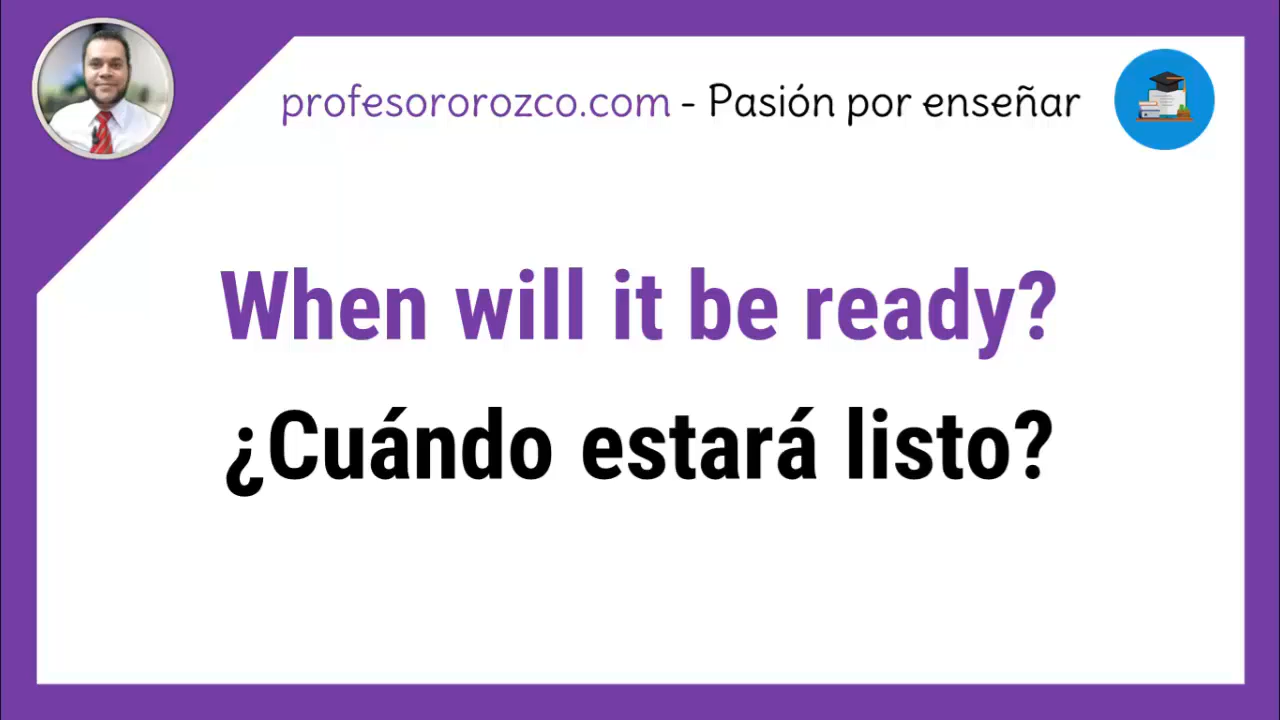 profesororozco.com - Pasión por enseñar
When will it be ready?
¿Cuándo estará listo?